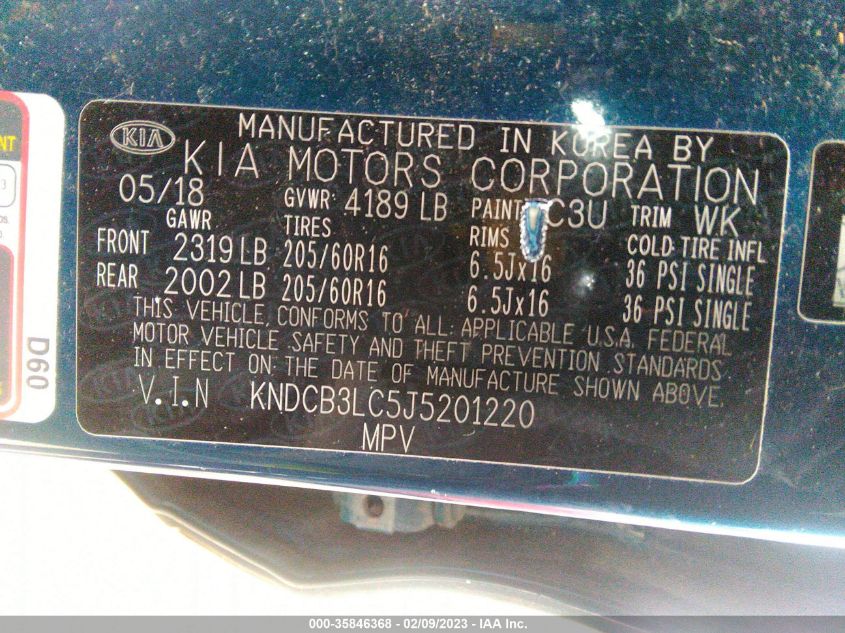 KIA
MANUFACTURED IN KOREA BY
KIA MOTORS CORPORATION
05/18 GVWR 4189 LB PAINT C3U TRIM WK
GAWR TIRES RIMS COLD TIRE INFL
FRONT 2319 LB 205/60R16 6.5Jx16 36 PSI SINGLE
REAR 2002 LB 205/60R16 6.5Jx16 36 PSI SINGLE
THIS VEHICLE CONFORMS TO ALL APPLICABLE U.S.A. FEDERAL
MOTOR VEHICLE SAFETY AND THEFT PREVENTION STANDARDS
IN EFFECT ON THE DATE OF MANUFACTURE SHOWN ABOVE.
V.I.N KNDCB3LC5J5201220
MPV
D60
000-35846368 - 02/09/2023 - IAA Inc.